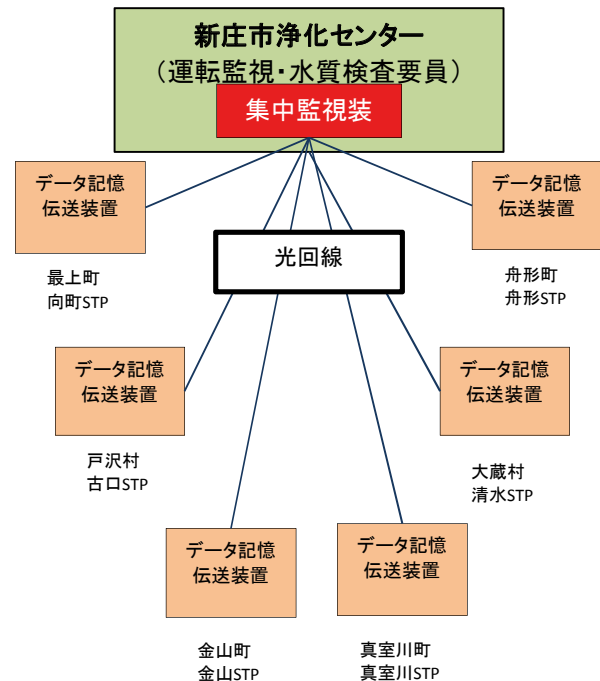 新庄市浄化センター
（運転監視・水質検査要員）
集中監視装
データ記憶
伝送装置
最上町
向町STP
データ記憶
伝送装置
舟形町
舟形STP
光回線
データ記憶
伝送装置
戸沢村
古口STP
データ記憶
伝送装置
大蔵村
清水STP
データ記憶
伝送装置
金山町
金山STP
データ記憶
伝送装置
真室川町
真室川STP